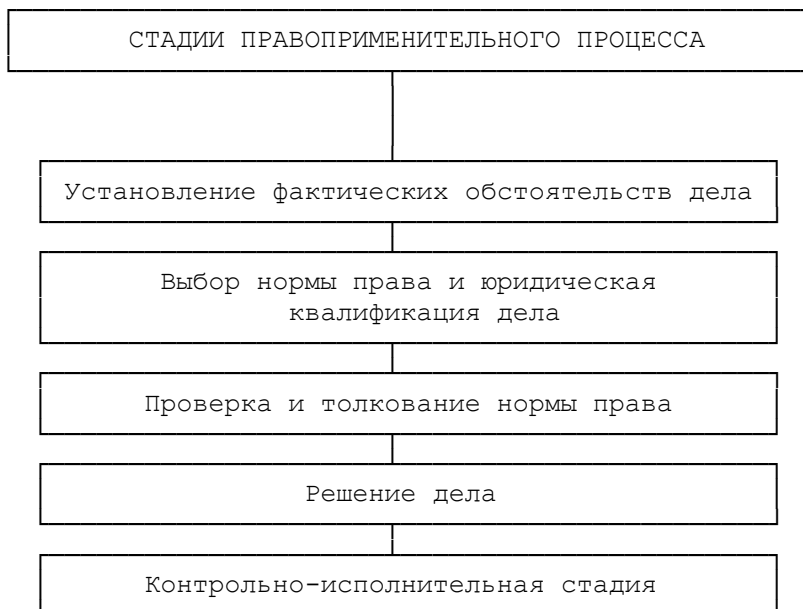 СТАДИИ ПРАВОПРИМЕНИТЕЛЬНОГО ПРОЦЕССА
Установление фактических обстоятельств дела
Выбор нормы права и юридическая
квалификация дела
Проверка и толкование нормы права
Решение дела
Контрольно-исполнительная стадия